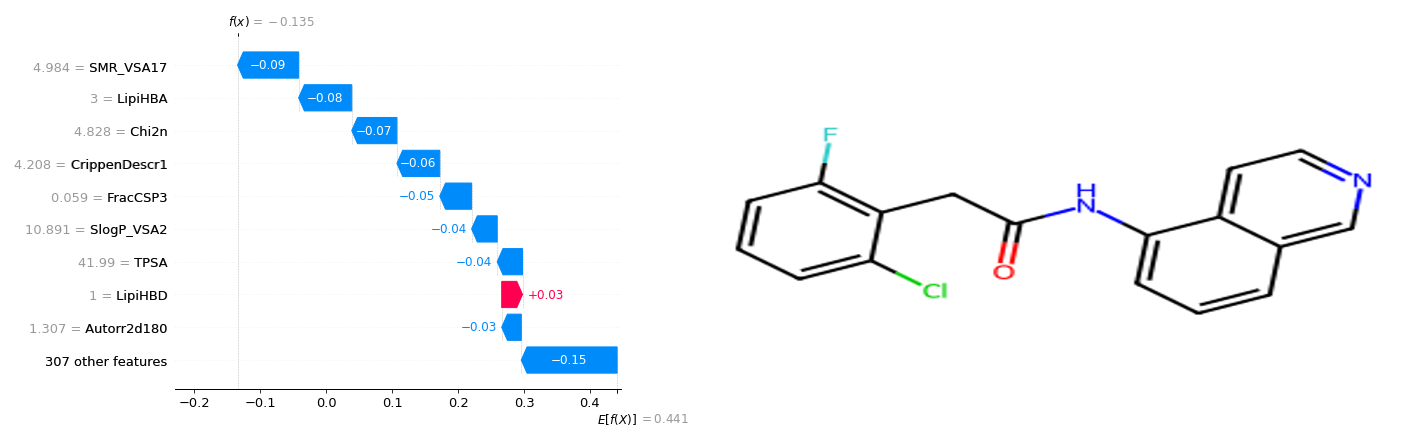 f(x) = −0.135
4.984 = SMR_VSA17
−0.09
3 = LipiHBA
−0.08
4.828 = Chi2n
−0.07
4.208 = CrippenDescr1
−0.06
0.059 = FracCSP3
−0.05
10.891 = SlogP_VSA2
−0.04
41.99 = TPSA
−0.04
1 = LipiHBD
+0.03
1.307 = Autorr2d180
−0.03
307 other features
−0.15
−0.2 −0.1 0.0 0.1 0.2 0.3 0.4
E[f(X)] = 0.441
F
H
N
N
O
Cl